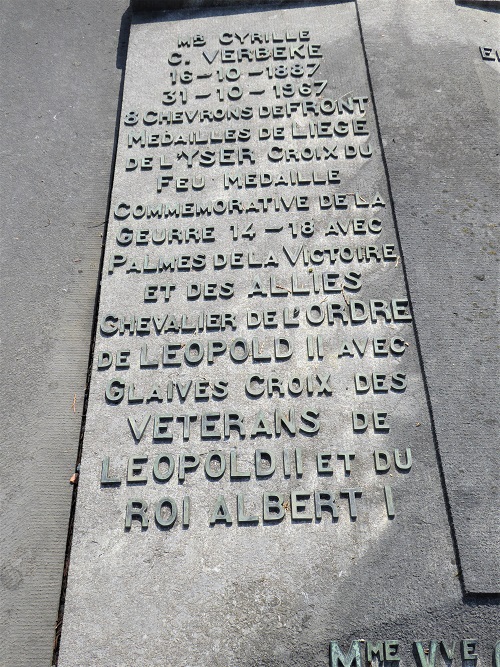 MR CYRILLE
C. VERBEKE
16-10-1887
31-10-1967
8 CHEVRONS DE FRONT
MEDAILLES DE LIEGE
DE L'YSER CROIX DU
FEU MEDAILLE
COMMEMORATIVE DE LA
GEURRE 14-18 AVEC
PALMES DE LA VICTOIRE
ET DES ALLIES
CHEVALIER DE L'ORDRE
DE LEOPOLD II AVEC
GLAIVES CROIX DES
VETERANS DE
LEOPOLD II ET DU
ROI ALBERT I
MME VVE